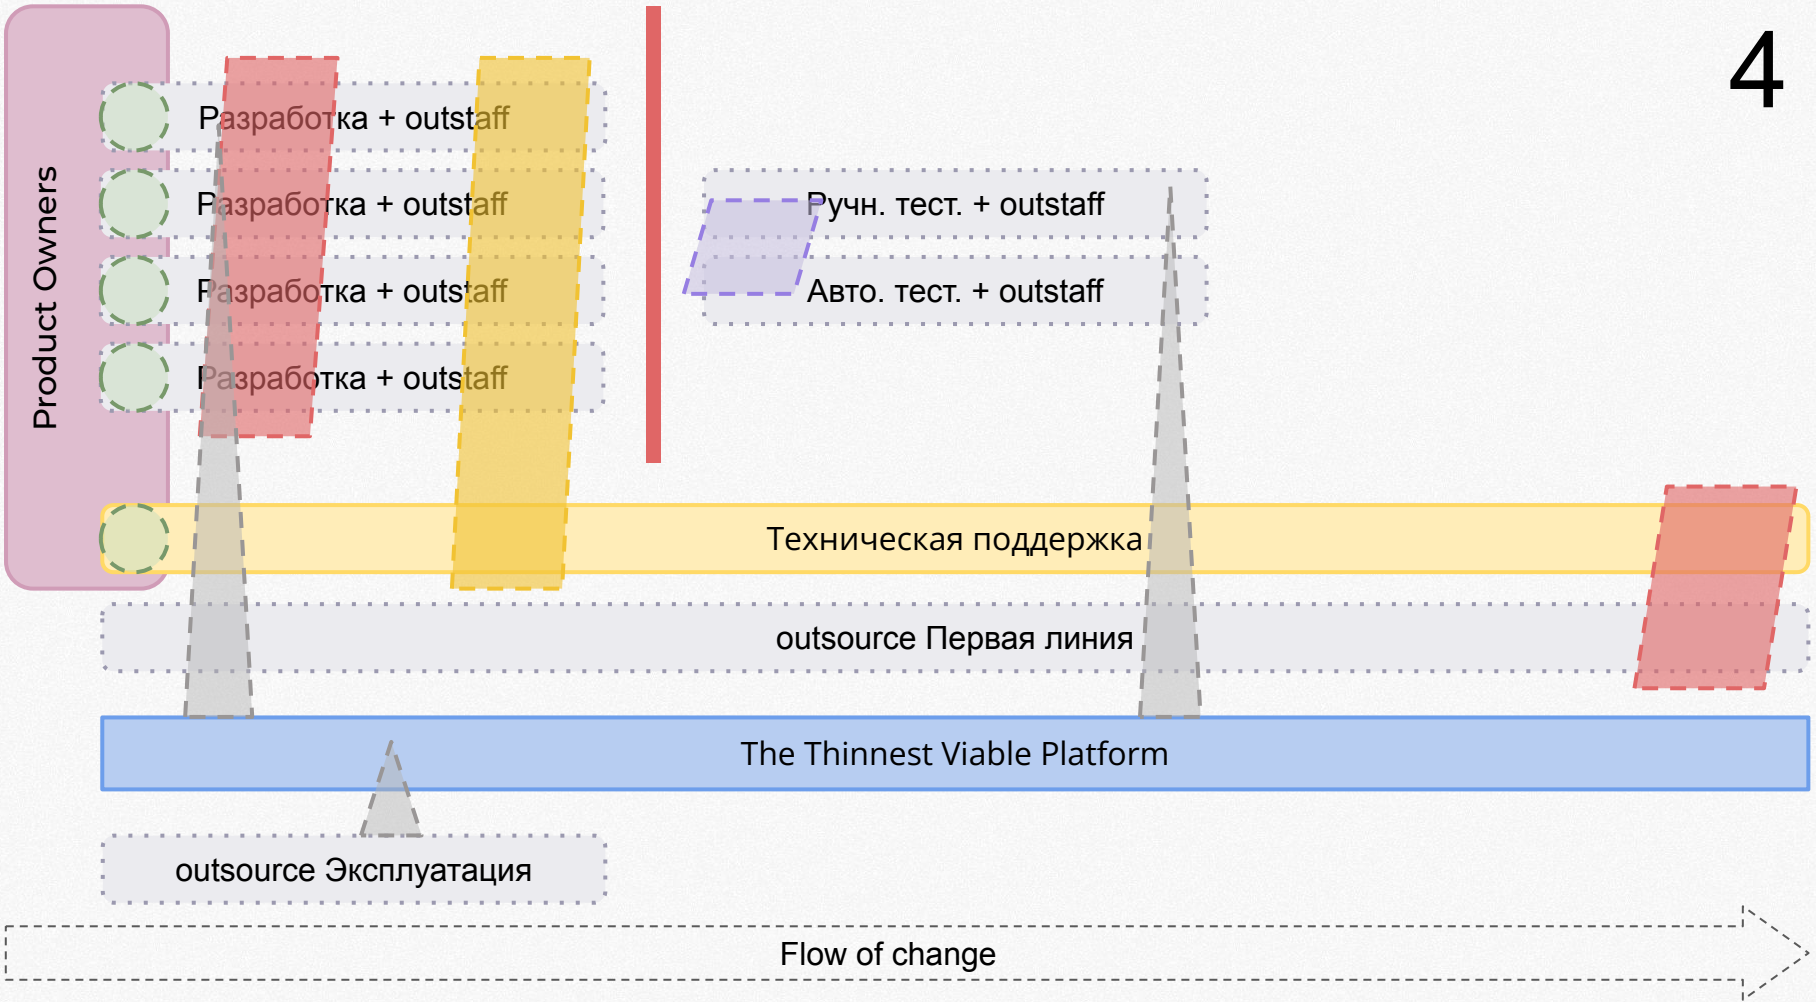 4
Product Owners
Разработка + outstaff
Разработка + outstaff
Разработка + outstaff
Разработка + outstaff
Ручн. тест. + outstaff
Авто. тест. + outstaff
Техническая поддержка
outsource Первая линия
The Thinnest Viable Platform
outsource Эксплуатация
Flow of change